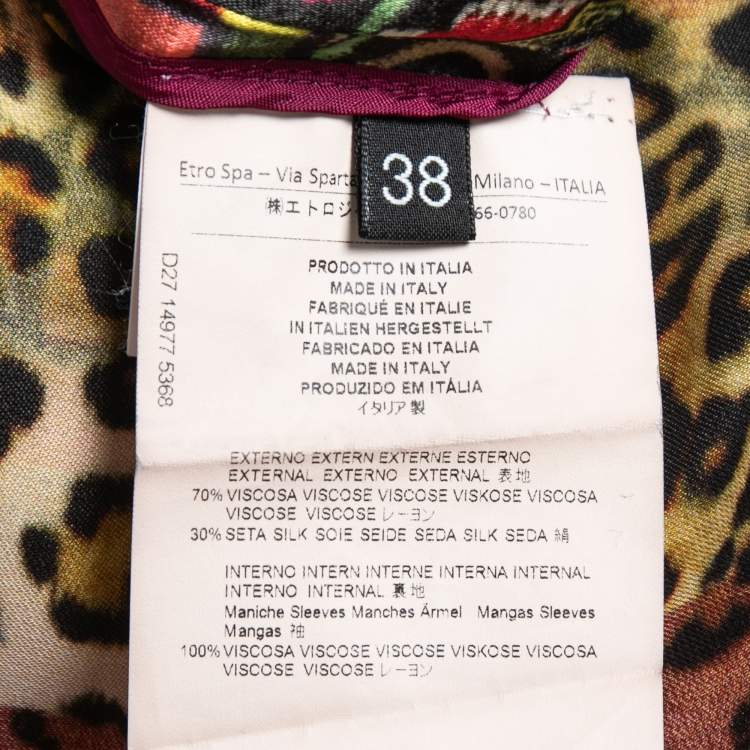 Etro Spa – Via Milano – ITALIA
38
㈱エトロジ 66-0780
D27 14977 5368
PRODOTTO IN ITALIA
MADE IN ITALY
FABRIQUÉ EN ITALIE
IN ITALIEN HERGESTELLT
FABRICADO EN ITALIA
MADE IN ITALY
PRODUZIDO EM ITÁLIA
イタリア製
EXTERNO EXTERN EXTERNE ESTERNO
EXTERNAL EXTERNO EXTERNAL 表地
70% VISCOSA VISCOSE VISCOSE VISKOSE VISCOSA
VISCOSE VISCOSE レーヨン
30% SETA SILK SOIE SEIDE SEDA SILK SEDA 絹
INTERNO INTERN INTERNE INTERNA INTERNAL
INTERNO INTERNAL 裏地
Maniche Sleeves Manches Ärmel Mangas Sleeves
Mangas 袖
100% VISCOSA VISCOSE VISCOSE VISKOSE VISCOSA
VISCOSE VISCOSE レーヨン